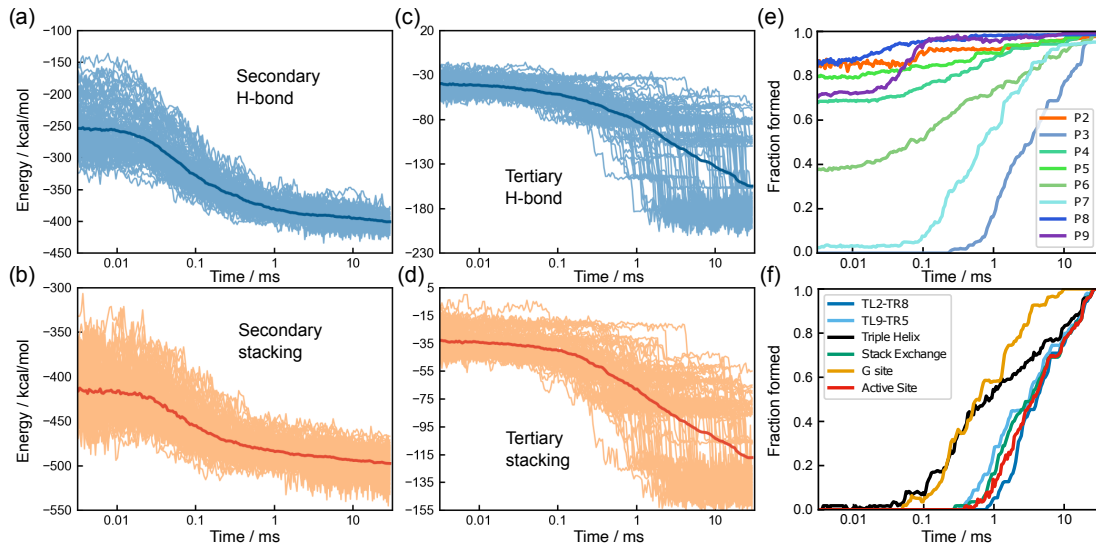 (a)
−100
−150
−200
−250
−300
−350
−400
−450
Energy / kcal/mol
Secondary
H-bond
0.01
0.1
1
10
Time / ms
(b)
−300
−350
−400
−450
−500
−550
Energy / kcal/mol
Secondary
stacking
0.01
0.1
1
10
Time / ms
(c)
20
−30
−80
−130
−180
−230
Tertiary
H-bond
0.01
0.1
1
10
Time / ms
(d)
5
−15
−35
−55
−75
−95
−115
−135
−155
Tertiary
stacking
0.01
0.1
1
10
Time / ms
(e)
1.0
0.8
0.6
0.4
0.2
0.0
Fraction formed
P2
P3
P4
P5
P6
P7
P8
P9
0.01
0.1
1
10
Time / ms
(f)
1.0
0.8
0.6
0.4
0.2
0.0
Fraction formed
TL2-TR8
TL9-TR5
Triple Helix
Stack Exchange
G site
Active Site
0.01
0.1
1
10
Time / ms